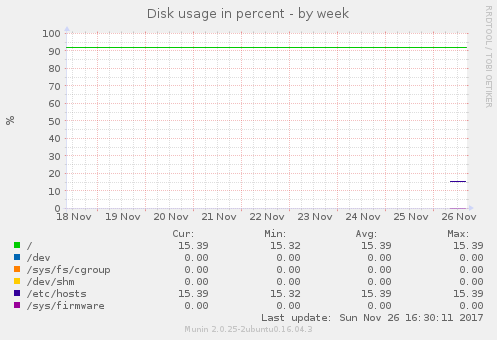 Disk usage in percent - by week
RRDTOOL / TOBI OETIKER
%
100
90
80
70
60
50
40
30
20
10
0
18 Nov 19 Nov 20 Nov 21 Nov 22 Nov 23 Nov 24 Nov 25 Nov 26 Nov
Cur: Min: Avg: Max:
/ 15.39 15.32 15.39 15.39
/dev 0.00 0.00 0.00 0.00
/sys/fs/cgroup 0.00 0.00 0.00 0.00
/dev/shm 0.00 0.00 0.00 0.00
/etc/hosts 15.39 15.32 15.39 15.39
/sys/firmware 0.00 0.00 0.00 0.00
Last update: Sun Nov 26 16:30:11 2017
Munin 2.0.25-2ubuntu0.16.04.3